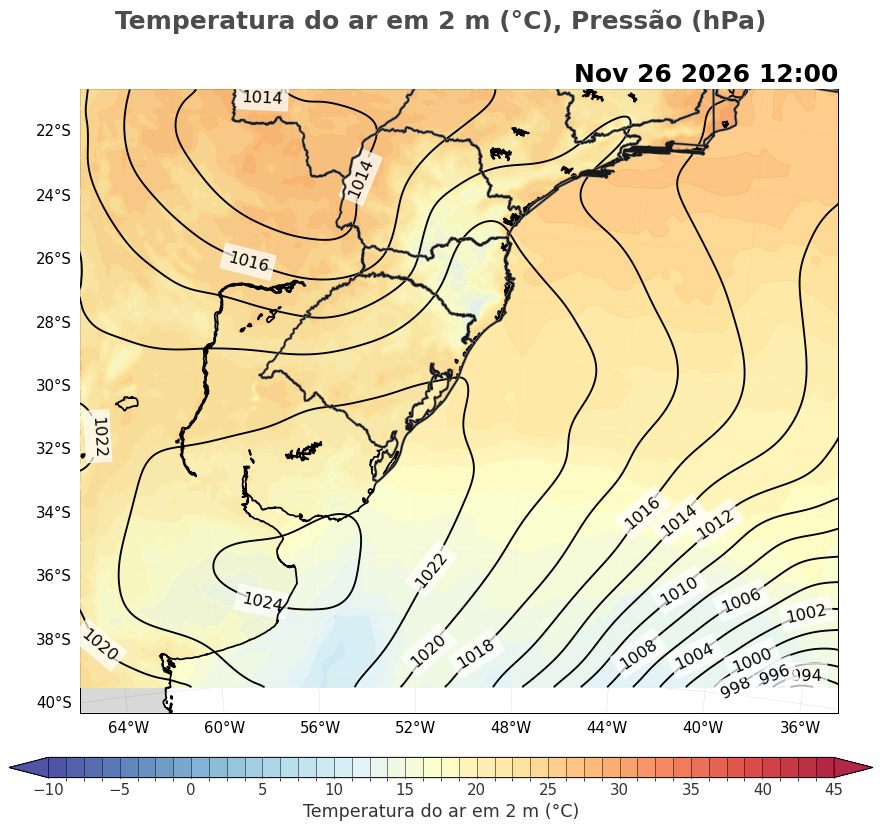 Temperatura do ar em 2 m (°C), Pressão (hPa)
Nov 26 2026 12:00
1014
22°S
1014
24°S
1016
26°S
28°S
30°S
1022
32°S
34°S
1016
1014
1012
1022
36°S
1010
1024
1006
1002
1020
38°S
1020
1018
1008
1004
1000
998
996
994
40°S
64°W 60°W 56°W 52°W 48°W 44°W 40°W 36°W
−10 −5 0 5 10 15 20 25 30 35 40 45
Temperatura do ar em 2 m (°C)